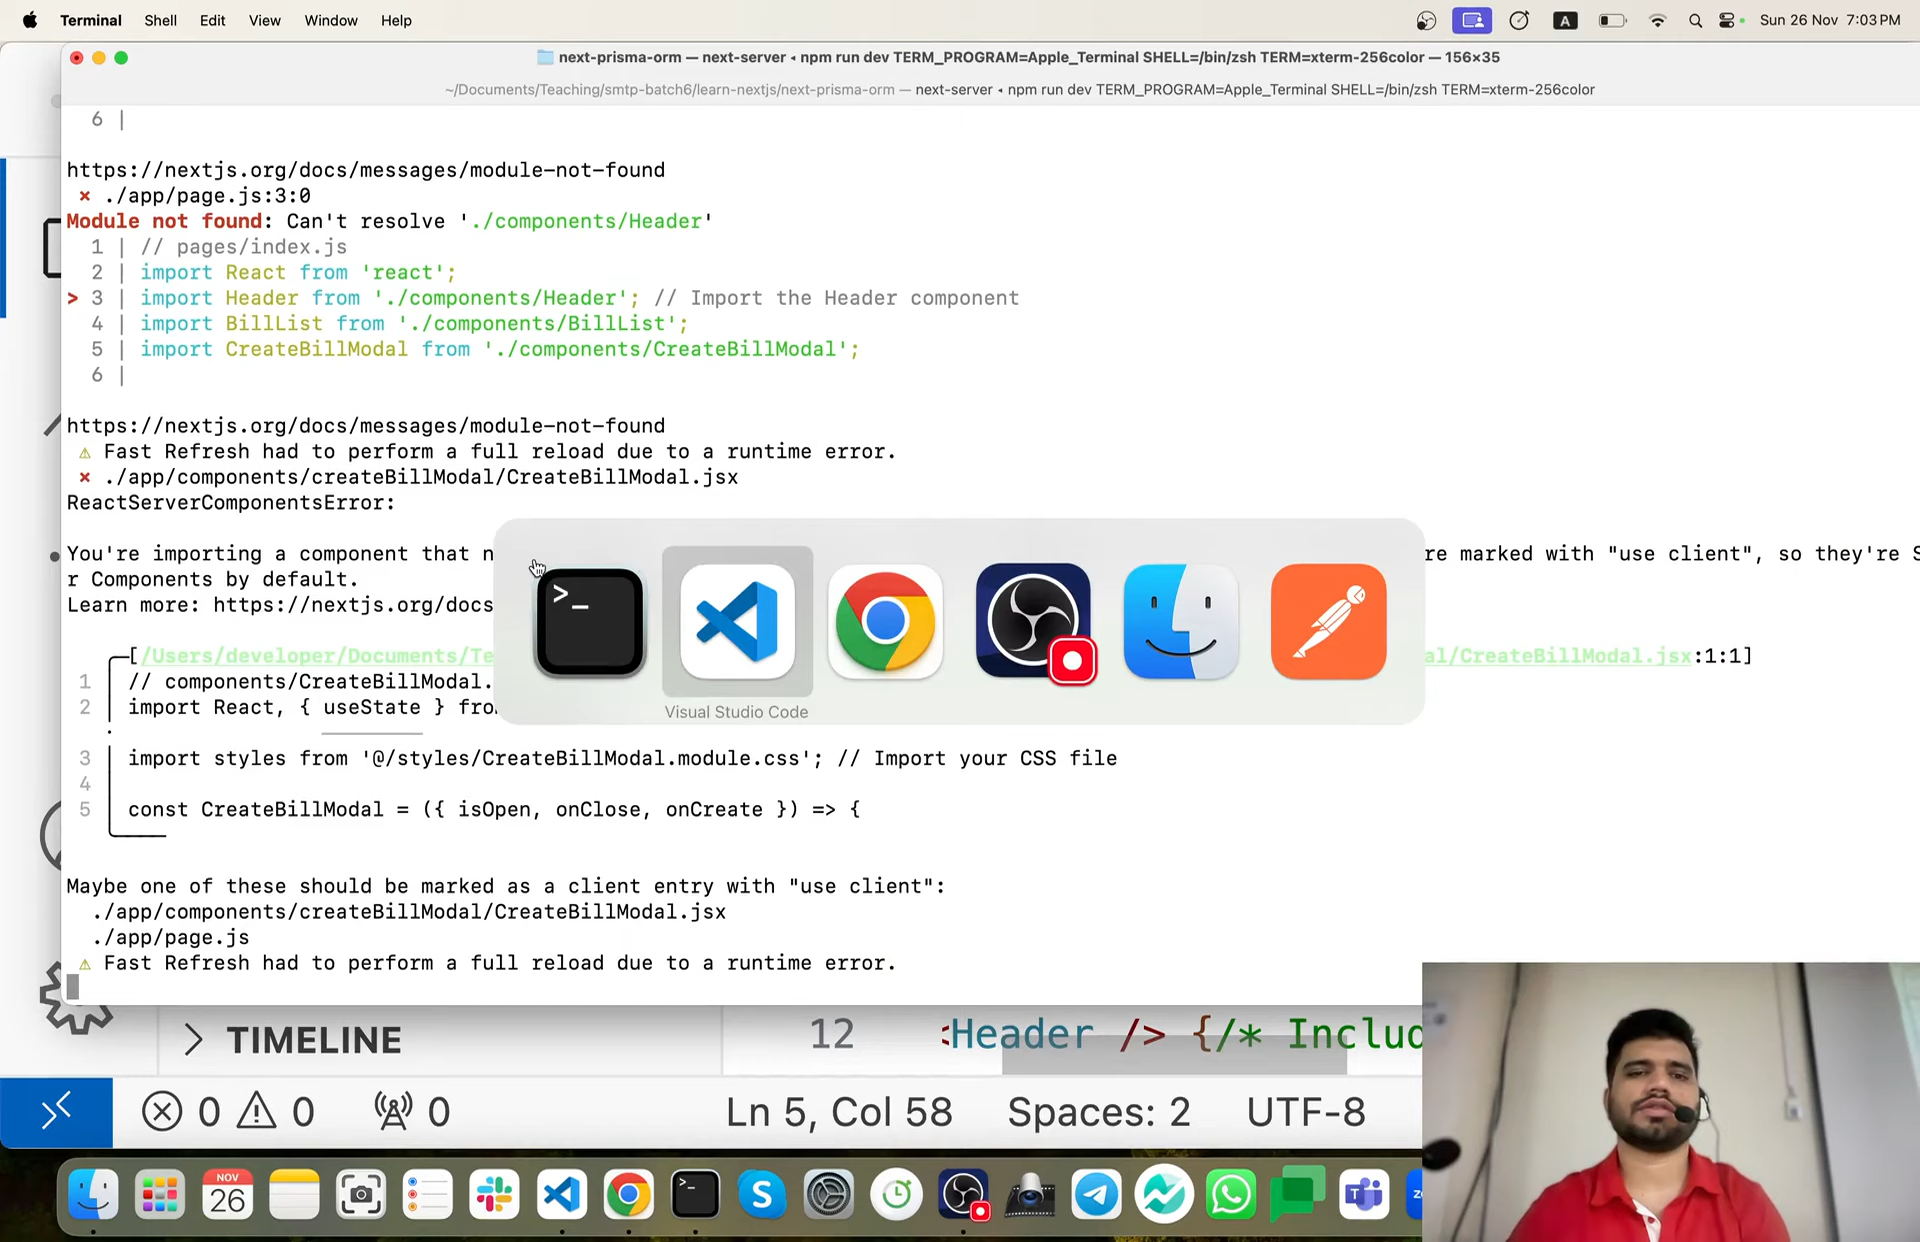 Terminal Shell Edit View Window Help
A
Sun 26 Nov 7:03 PM
next-prisma-orm — next-server ◂ npm run dev TERM_PROGRAM=Apple_Terminal SHELL=/bin/zsh TERM=xterm-256color — 156×35
~/Documents/Teaching/smtp-batch6/learn-nextjs/next-prisma-orm — next-server ◂ npm run dev TERM_PROGRAM=Apple_Terminal SHELL=/bin/zsh TERM=xterm-256color
6 |
https://nextjs.org/docs/messages/module-not-found
⨯ ./app/page.js:3:0
Module not found: Can't resolve './components/Header'
1 | // pages/index.js
2 | import React from 'react';
> 3 | import Header from './components/Header'; // Import the Header component
4 | import BillList from './components/BillList';
5 | import CreateBillModal from './components/CreateBillModal';
6 |
https://nextjs.org/docs/messages/module-not-found
⚠ Fast Refresh had to perform a full reload due to a runtime error.
⨯ ./app/components/createBillModal/CreateBillModal.jsx
ReactServerComponentsError:
You're importing a component that n re marked with "use client", so they're S
r Components by default.
Learn more: https://nextjs.org/docs
[/Users/developer/Documents/Te al/CreateBillModal.jsx:1:1]
1 // components/CreateBillModal.
2 import React, { useState } fro
3 import styles from '@/styles/CreateBillModal.module.css'; // Import your CSS file
4
5 const CreateBillModal = ({ isOpen, onClose, onCreate }) => {
Maybe one of these should be marked as a client entry with "use client":
./app/components/createBillModal/CreateBillModal.jsx
./app/page.js
⚠ Fast Refresh had to perform a full reload due to a runtime error.
>_
Visual Studio Code
TIMELINE
12 <Header /> {/* Includ
0 0 0 Ln 5, Col 58 Spaces: 2 UTF-8
NOV
26
>_
S
T
zo